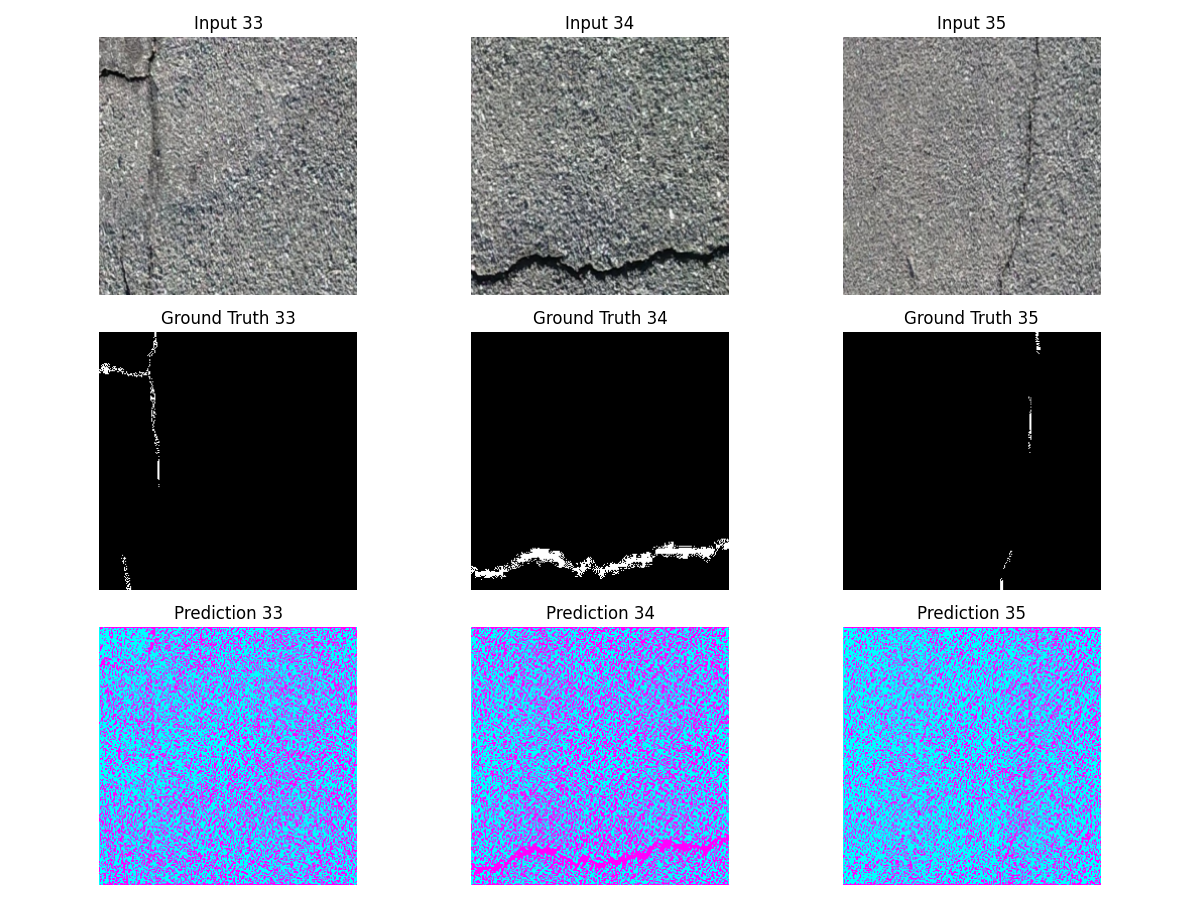 Input 33
Input 34
Input 35
Ground Truth 33
Ground Truth 34
Ground Truth 35
Prediction 33
Prediction 34
Prediction 35